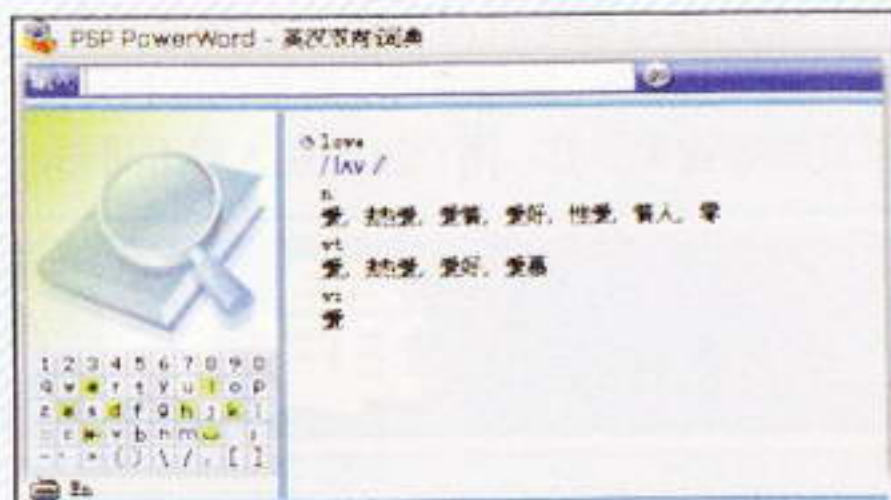 PSP PowerWord - 英汉双向词典
go
love
/lʌv/
n
爱, 热爱, 爱情, 爱好, 性爱, 情人, 零
vt
爱, 热爱, 爱好, 爱慕
vi
爱
1 2 3 4 5 6 7 8 9 0
q w e r t y u i o p
z a s d f g h j k l
c v b n m ;
- ' * ( ) \ / . [ ]